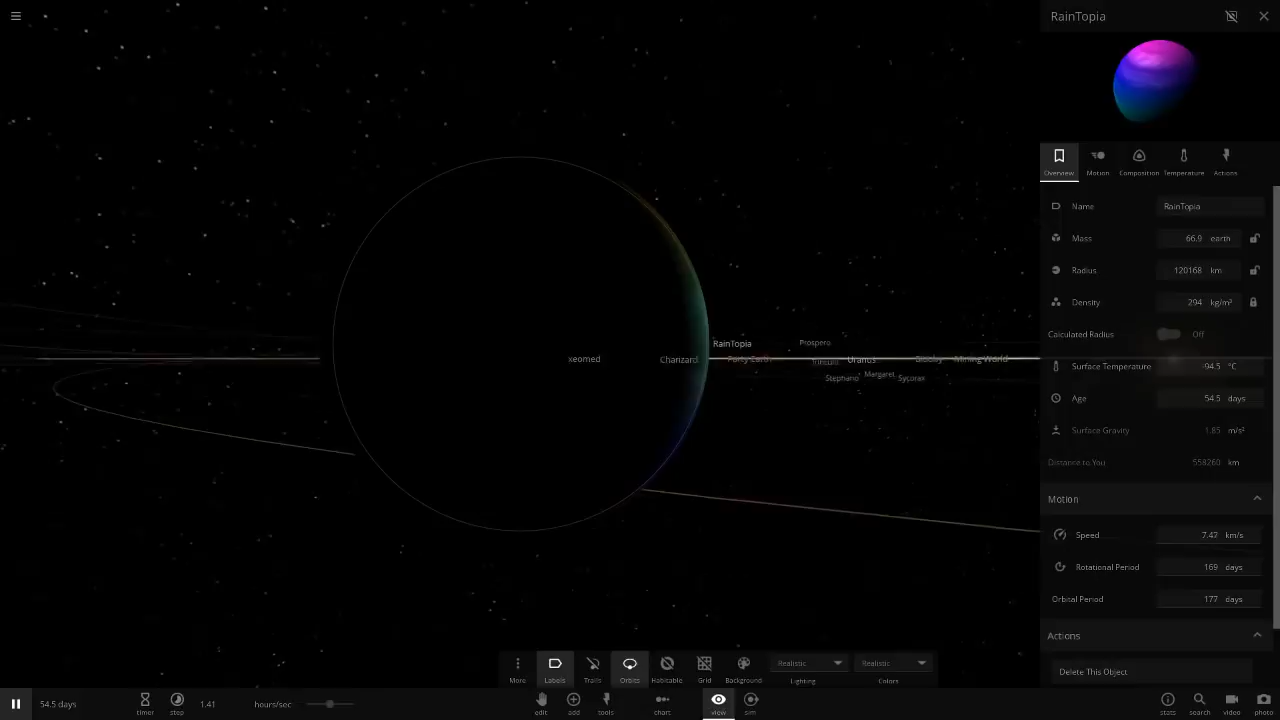 RainTopia
Overview Motion Composition Temperature Actions
Name RainTopia
Mass 66.9 earth
Radius 120168 km
Density 294 kg/m³
Calculated Radius Off
Surface Temperature -94.5 °C
Age 54.5 days
Surface Gravity 1.85 m/s²
Distance to You 558260 km
Motion
Speed 7.42 km/s
Rotational Period 169 days
Orbital Period 177 days
Actions
Delete This Object
RainTopia
Prospero
xeomed
Charizard
Party Earth
Trinculo
Uranus
Mining World
Stephano
Margaret
Sycorax
More Labels Trails Orbits Habitable Grid Background
Realistic Realistic
Lighting Colors
54.5 days
timer step 1.41 hours/sec
edit add tools chart view sim
stats search video photo